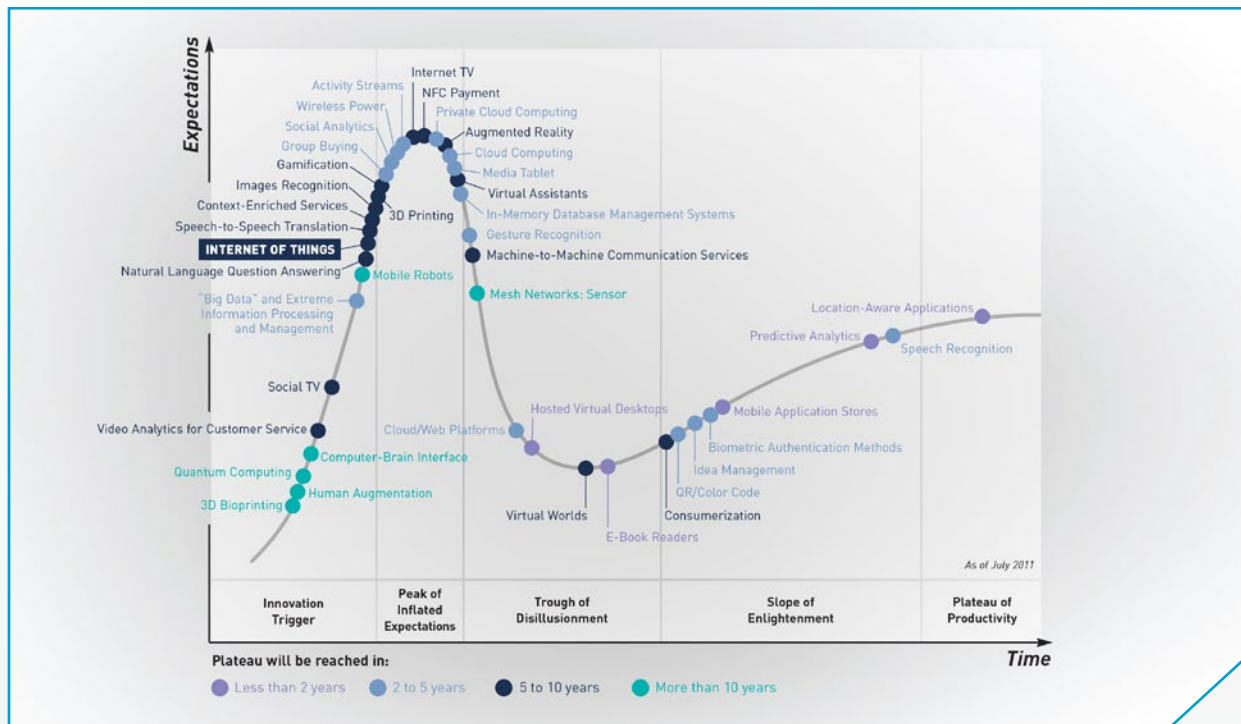 Expectations
Internet TV
Activity Streams
NFC Payment
Wireless Power
Private Cloud Computing
Social Analytics
Augmented Reality
Group Buying
Cloud Computing
Gamification
Media Tablet
Images Recognition
Virtual Assistants
Context-Enriched Services
3D Printing
In-Memory Database Management Systems
Speech-to-Speech Translation
Gesture Recognition
INTERNET OF THINGS
Machine-to-Machine Communication Services
Natural Language Question Answering
Mobile Robots
Mesh Networks: Sensor
"Big Data" and Extreme
Information Processing
and Management
Location-Aware Applications
Predictive Analytics
Speech Recognition
Social TV
Hosted Virtual Desktops
Mobile Application Stores
Video Analytics for Customer Service
Cloud/Web Platforms
Biometric Authentication Methods
Computer-Brain Interface
Idea Management
Quantum Computing
Human Augmentation
QR/Color Code
3D Bioprinting
Virtual Worlds
Consumerization
E-Book Readers
As of July 2011
Innovation
Trigger
Peak of
Inflated
Expectations
Trough of
Disillusionment
Slope of
Enlightenment
Plateau of
Productivity
Time
Plateau will be reached in:
Less than 2 years
2 to 5 years
5 to 10 years
More than 10 years